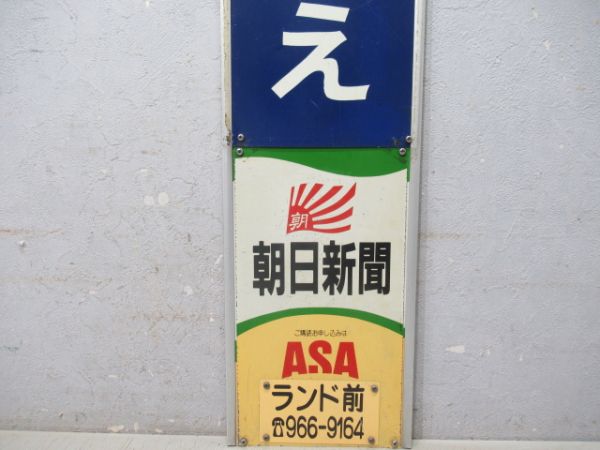 え
朝
朝日新聞
ご購読お申し込みは
ASA
ランド前
☎966-9164